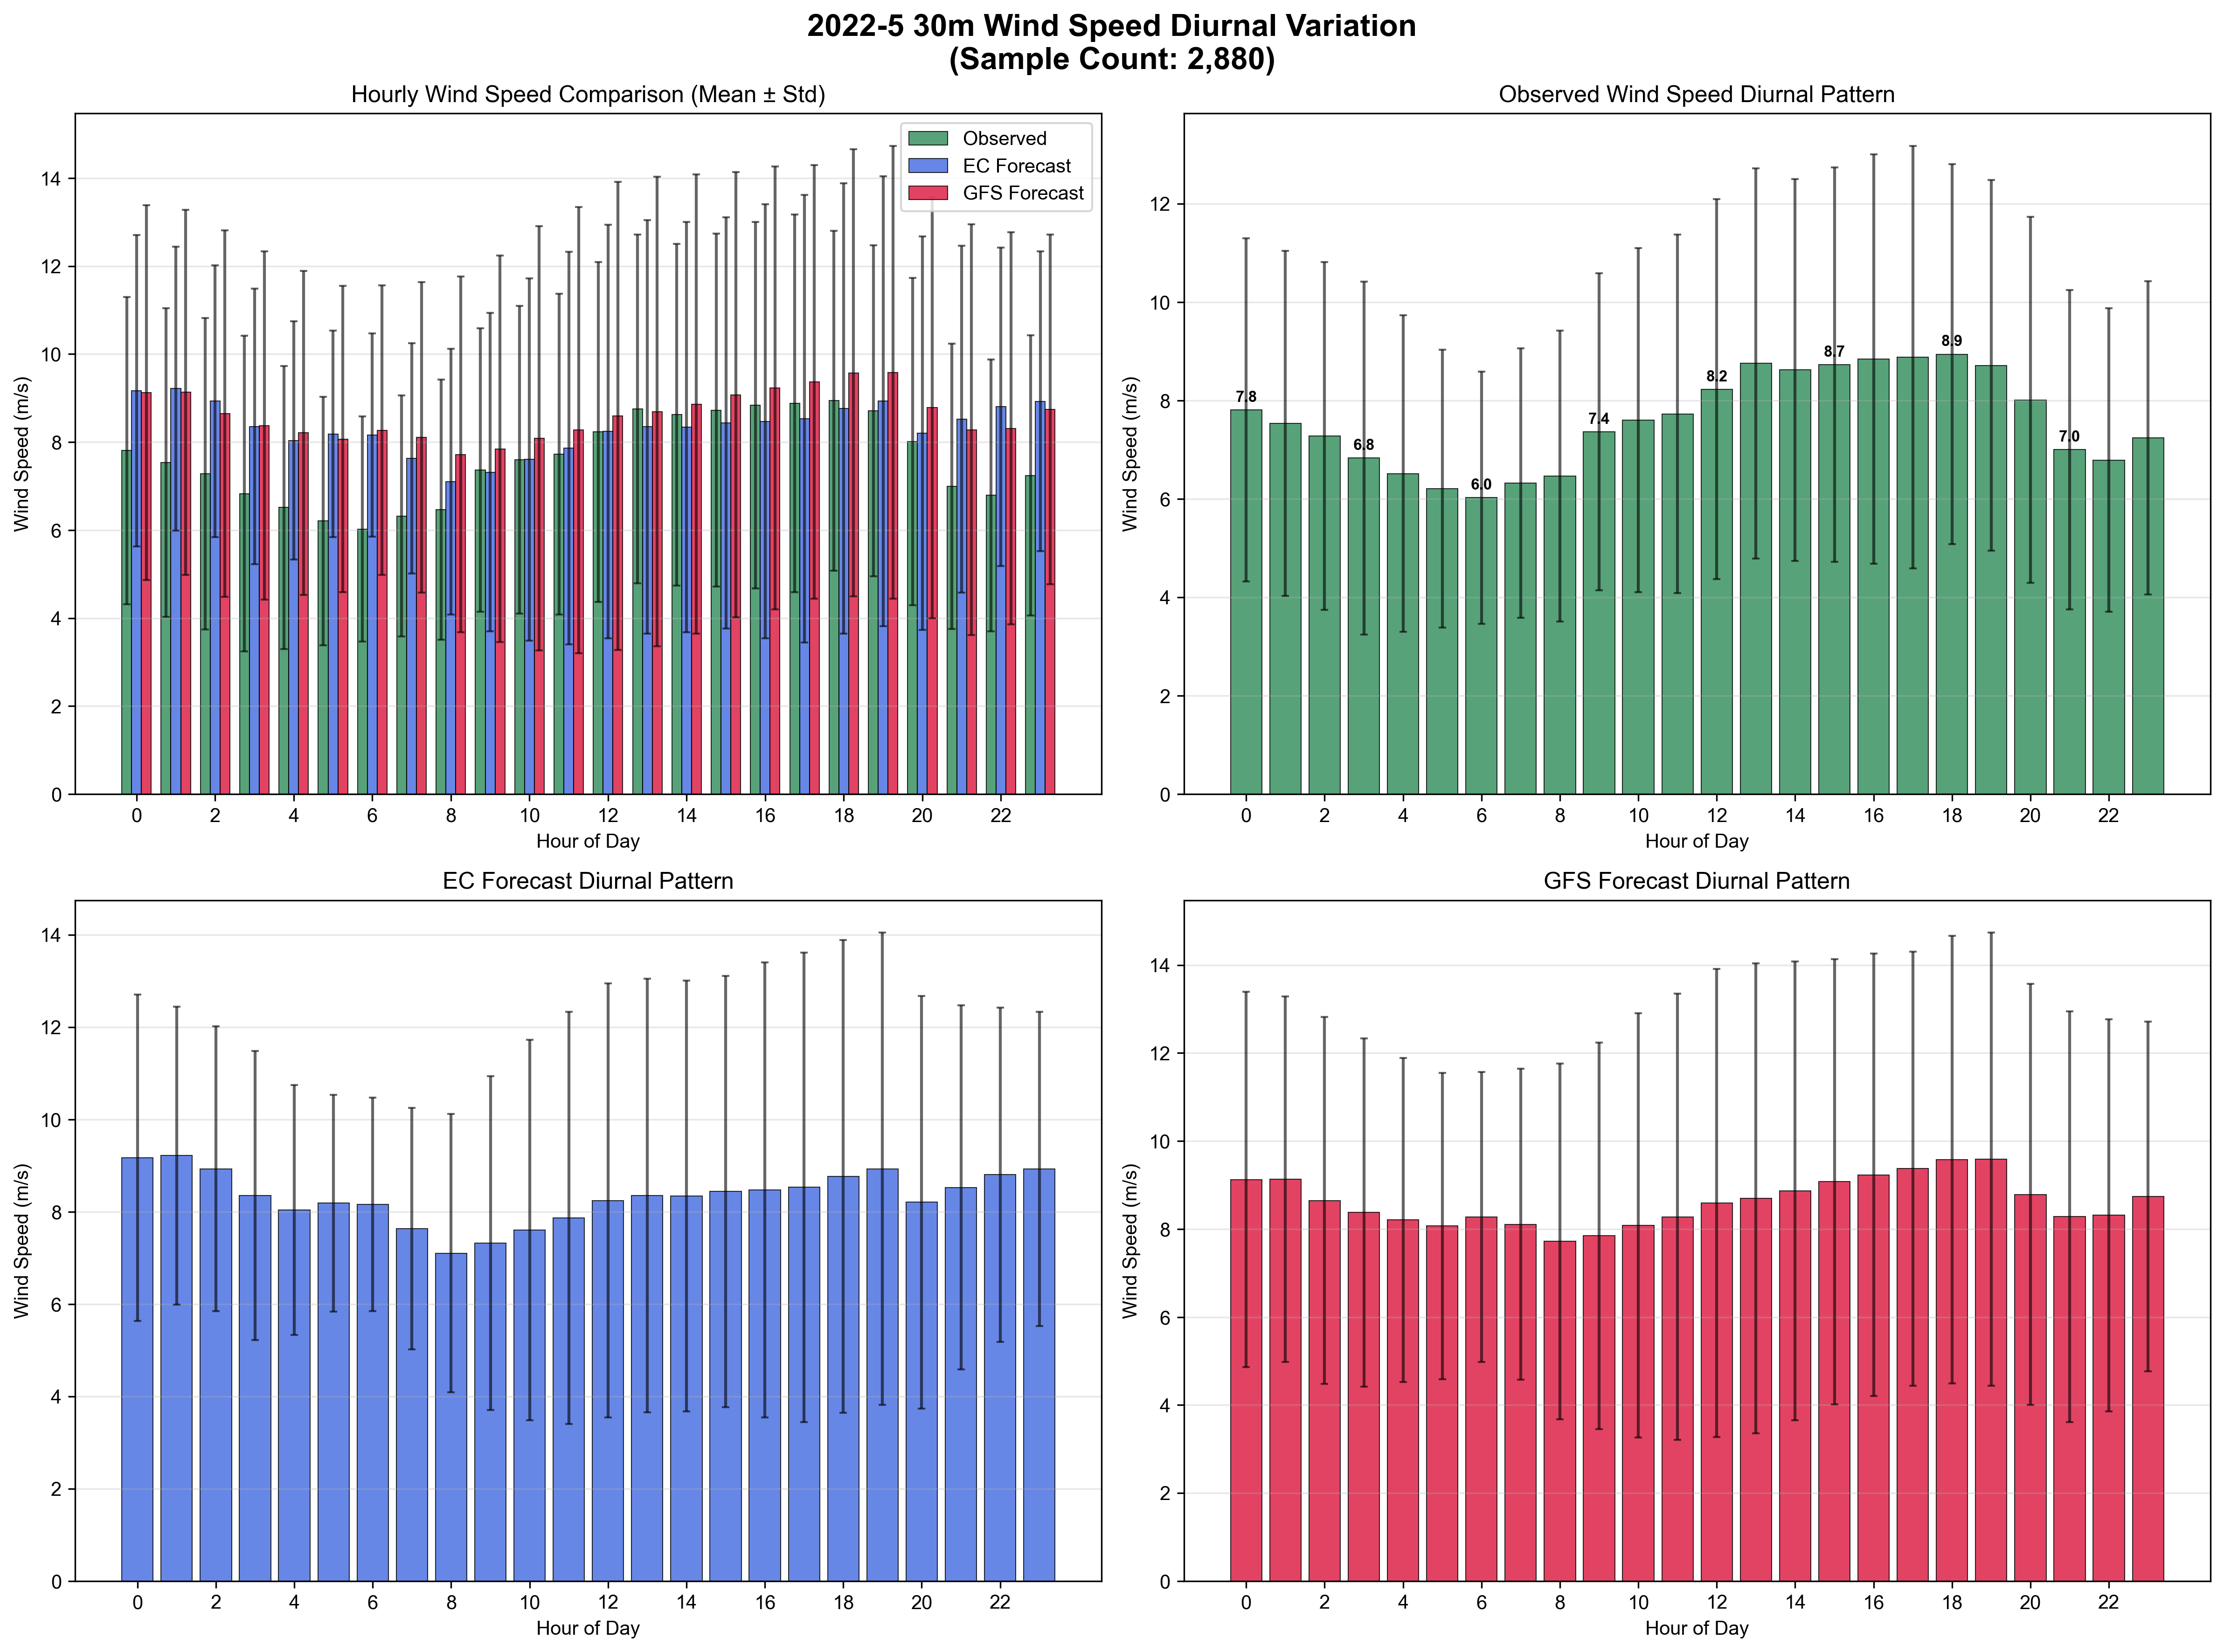 2022-5 30m Wind Speed Diurnal Variation
(Sample Count: 2,880)
Hourly Wind Speed Comparison (Mean ± Std)
Wind Speed (m/s)
14
12
10
8
6
4
2
0
Observed
EC Forecast
GFS Forecast
0 2 4 6 8 10 12 14 16 18 20 22
Hour of Day
Observed Wind Speed Diurnal Pattern
Wind Speed (m/s)
12
10
8
6
4
2
0
7.8 6.8 6.0 7.4 8.2 8.7 8.9 7.0
0 2 4 6 8 10 12 14 16 18 20 22
Hour of Day
EC Forecast Diurnal Pattern
Wind Speed (m/s)
14
12
10
8
6
4
2
0
0 2 4 6 8 10 12 14 16 18 20 22
Hour of Day
GFS Forecast Diurnal Pattern
Wind Speed (m/s)
14
12
10
8
6
4
2
0
0 2 4 6 8 10 12 14 16 18 20 22
Hour of Day